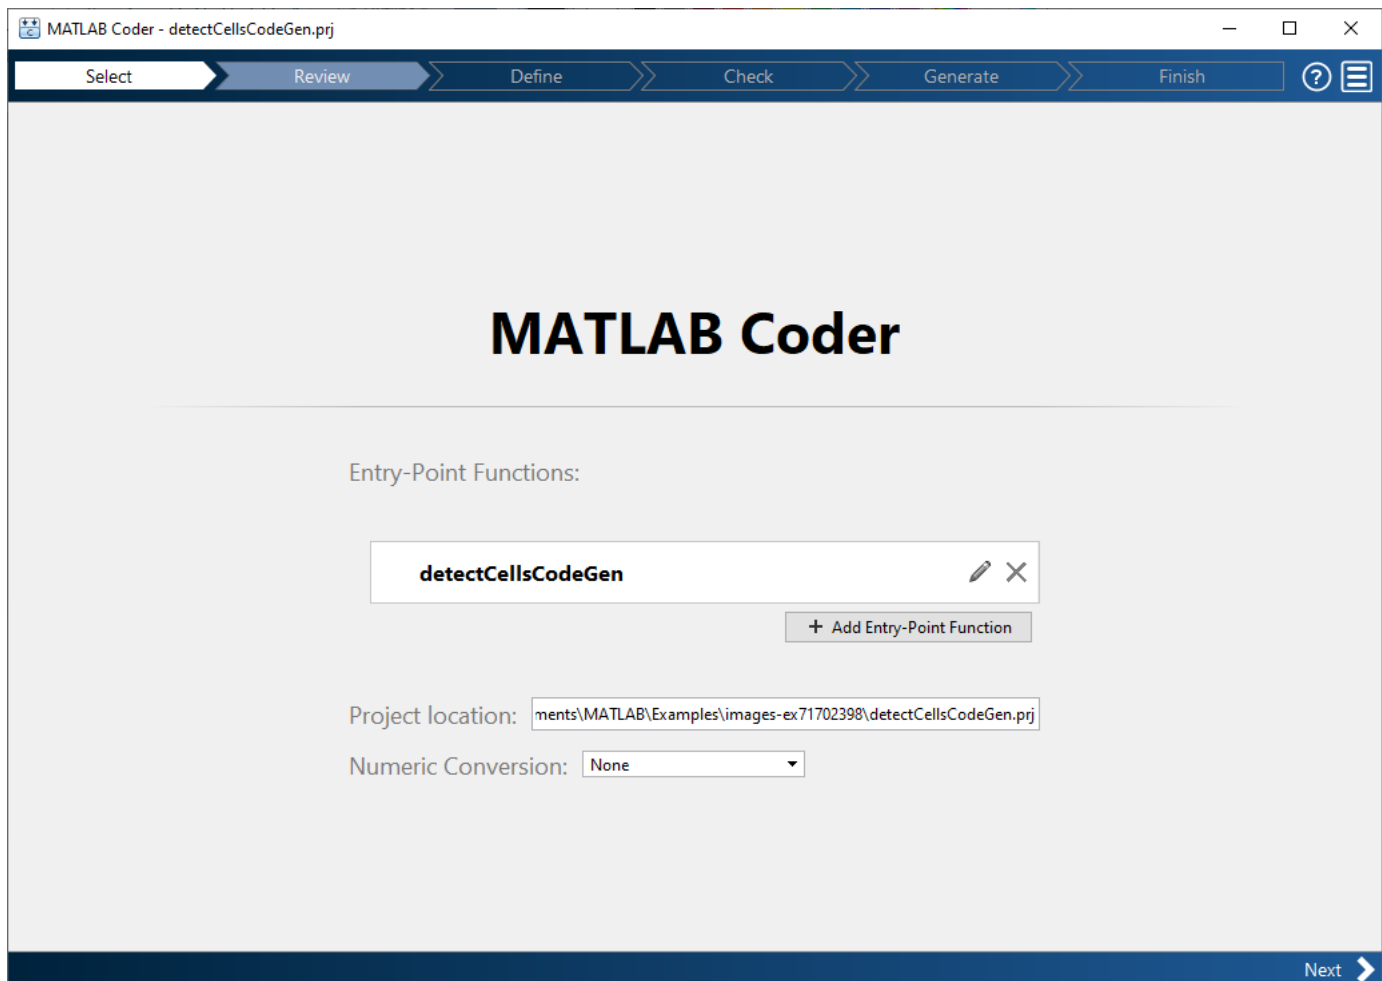 MATLAB Coder - detectCellsCodeGen.prj
Select Review Define Check Generate Finish ?
MATLAB Coder
Entry-Point Functions:
detectCellsCodeGen
+ Add Entry-Point Function
Project location: ments\MATLAB\Examples\images-ex71702398\detectCellsCodeGen.prj
Numeric Conversion: None
Next